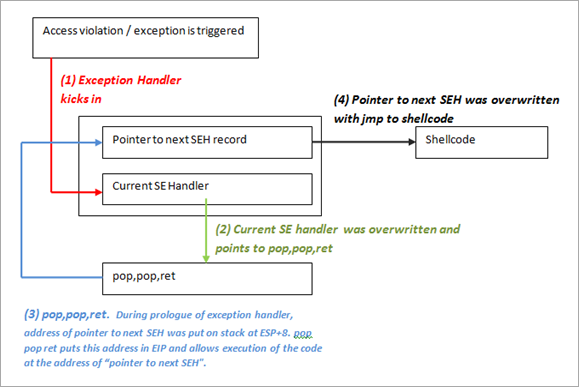 Access violation / exception is triggered
(1) Exception Handler
kicks in
(4) Pointer to next SEH was overwritten
with jmp to shellcode
Pointer to next SEH record
Shellcode
Current SE Handler
(2) Current SE handler was overwritten and
points to pop,pop,ret
pop,pop,ret
(3) pop,pop,ret. During prologue of exception handler,
address of pointer to next SEH was put on stack at ESP+8. pop
pop ret puts this address in EIP and allows execution of the code
at the address of “pointer to next SEH”.